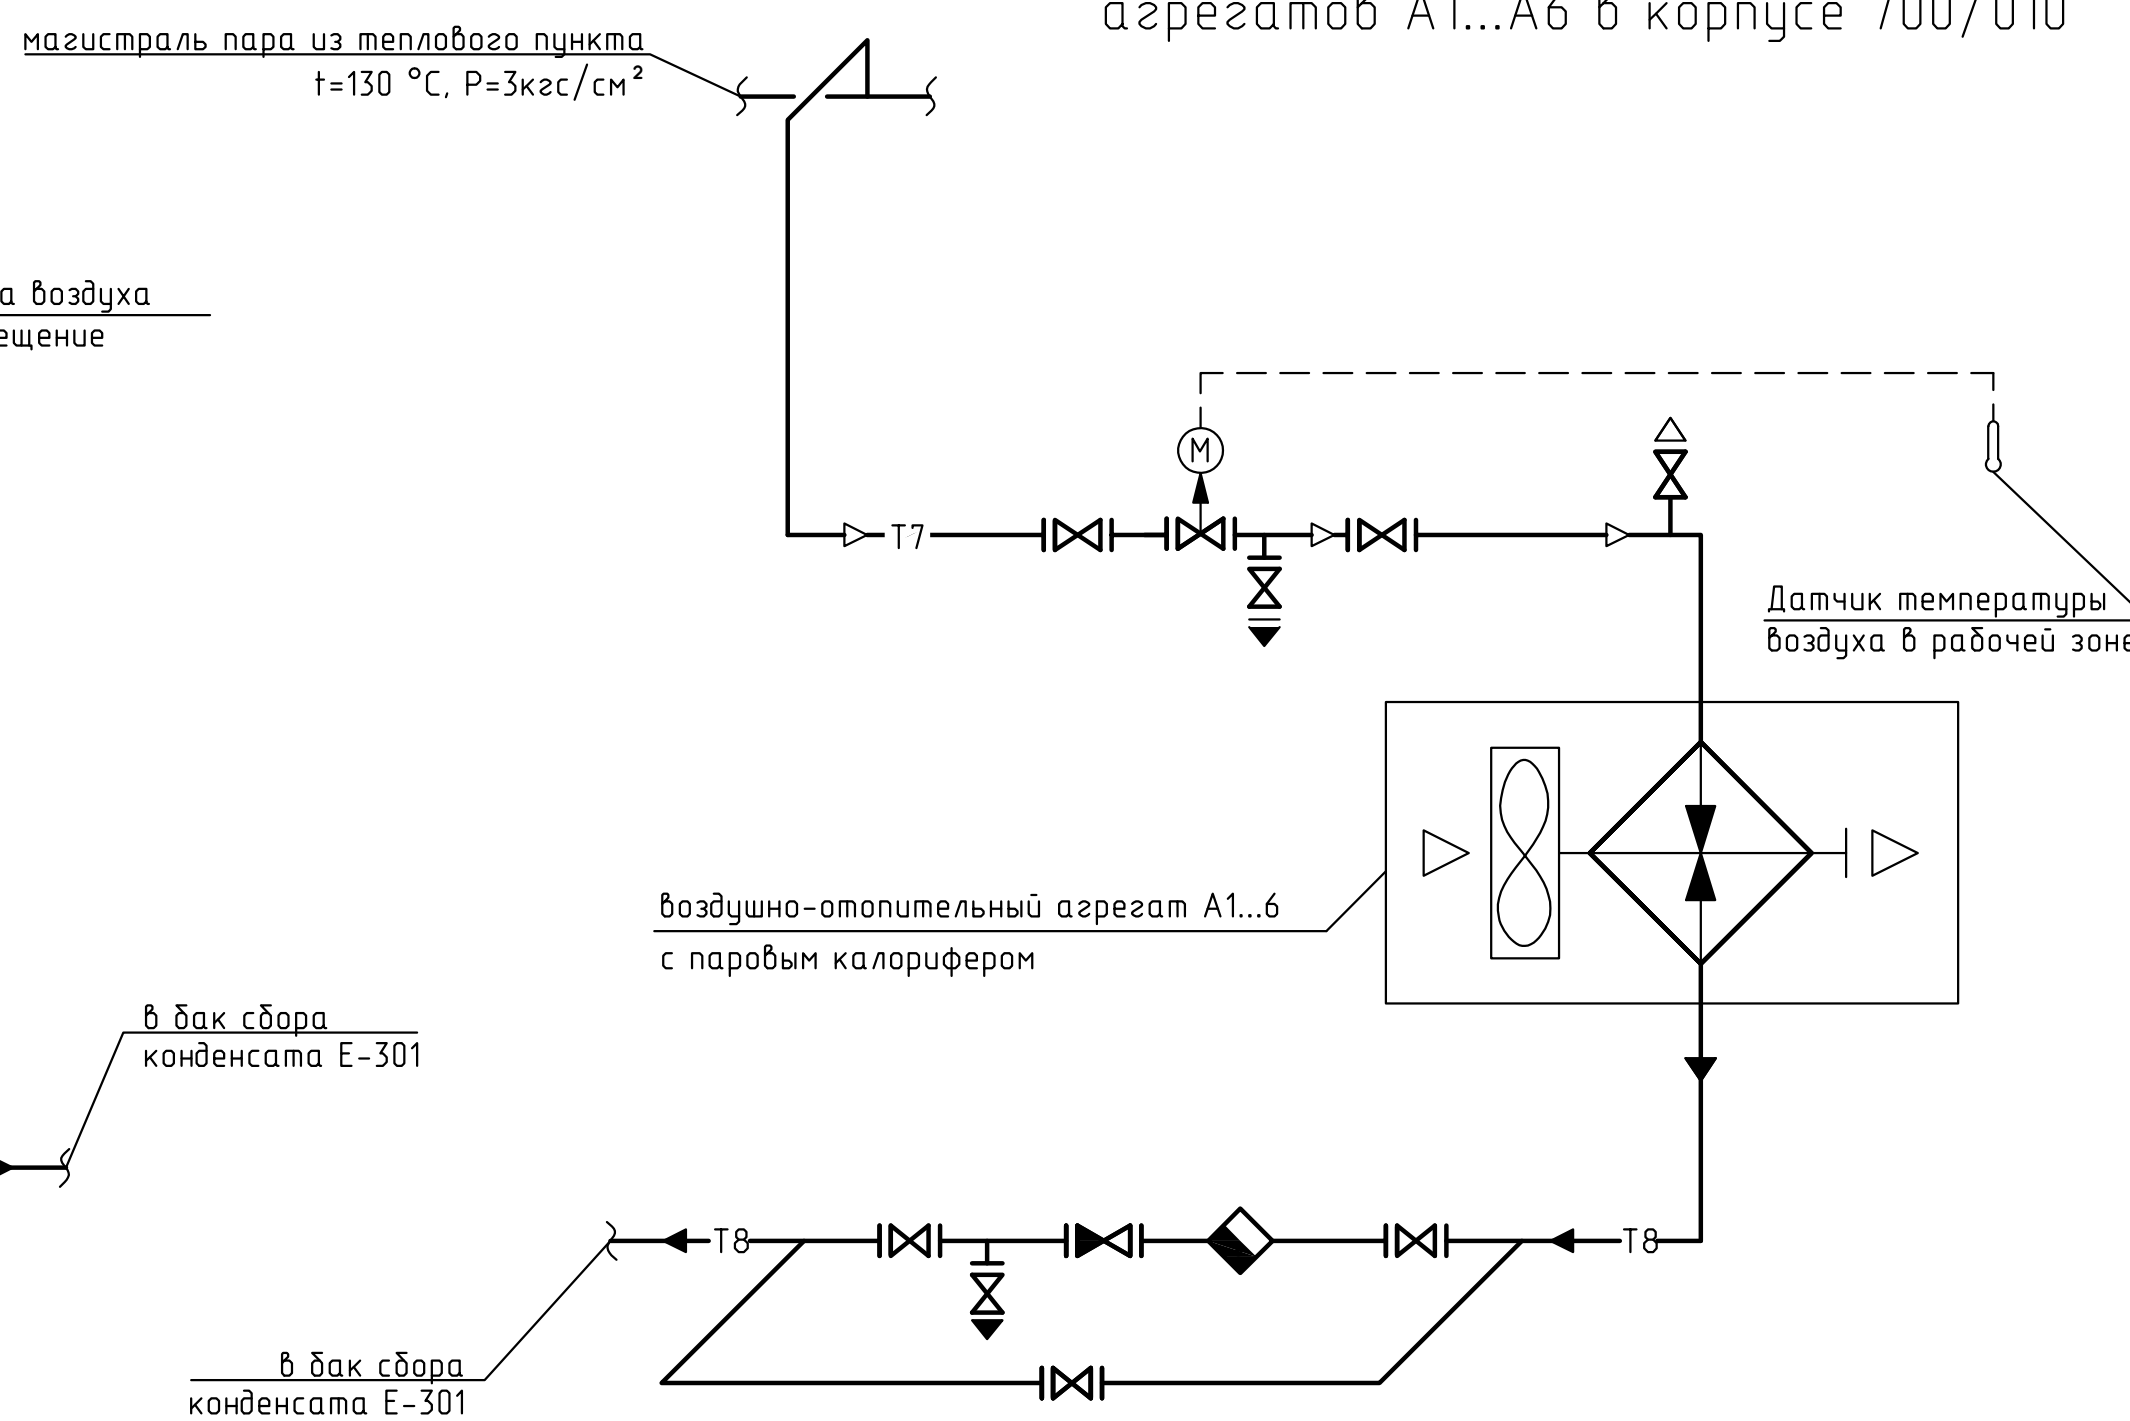 агрегатов А1...А6 в корпусе 700/010
магистраль пара из теплового пункта
t=130 °C, P=3кгс/см²
а воздуха
ещение
М
Т7
Датчик температуры
воздуха в рабочей зоне
воздушно-отопительный агрегат А1...6
с паровым калорифером
в бак сбора
конденсата Е-301
Т8
Т8
в бак сбора
конденсата Е-301